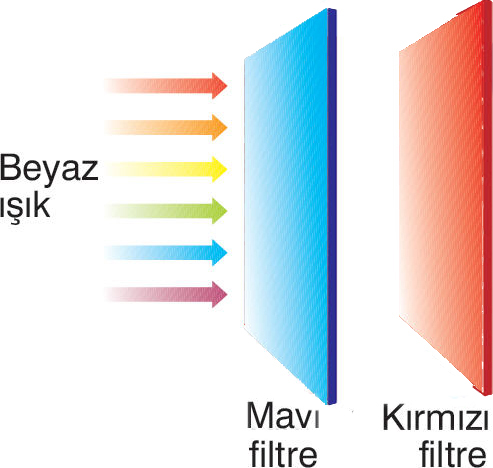 Beyaz
ışık
Mavi
filtre
Kırmızı
filtre